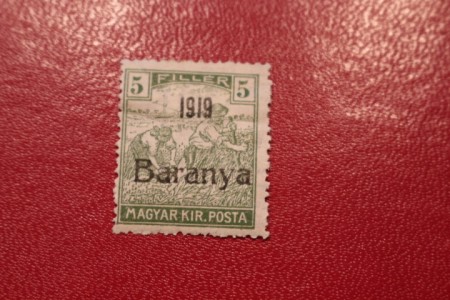 FILLER
5 5
1919
Baranya
MAGYAR KIR. POSTA